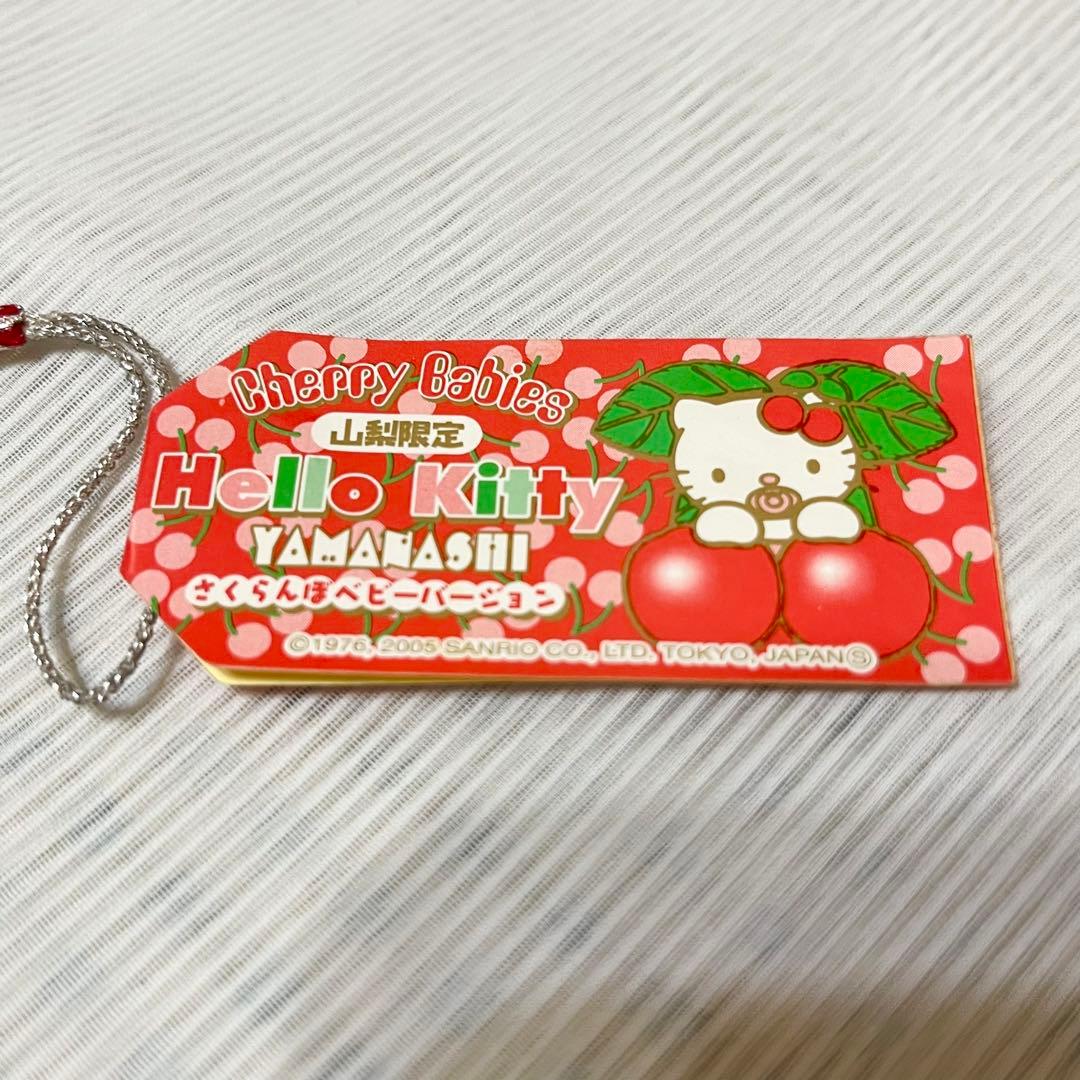 Cherry Babies
山梨限定
Hello Kitty
YAMANASHI
さくらんぼベビーバージョン
©1976, 2005 SANRIO CO., LTD. TOKYO, JAPAN Ⓢ